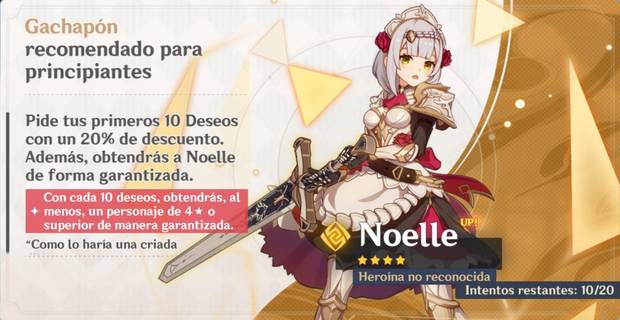 Gachapón
recomendado para
principiantes
Pide tus primeros 10 Deseos
con un 20% de descuento.
Además, obtendrás a Noelle
de forma garantizada.
Con cada 10 deseos, obtendrás, al
menos, un personaje de 4★ o
superior de manera garantizada.
“Como lo haría una criada
UP!
Noelle
★★★★
Heroína no reconocida
Intentos restantes: 10/20